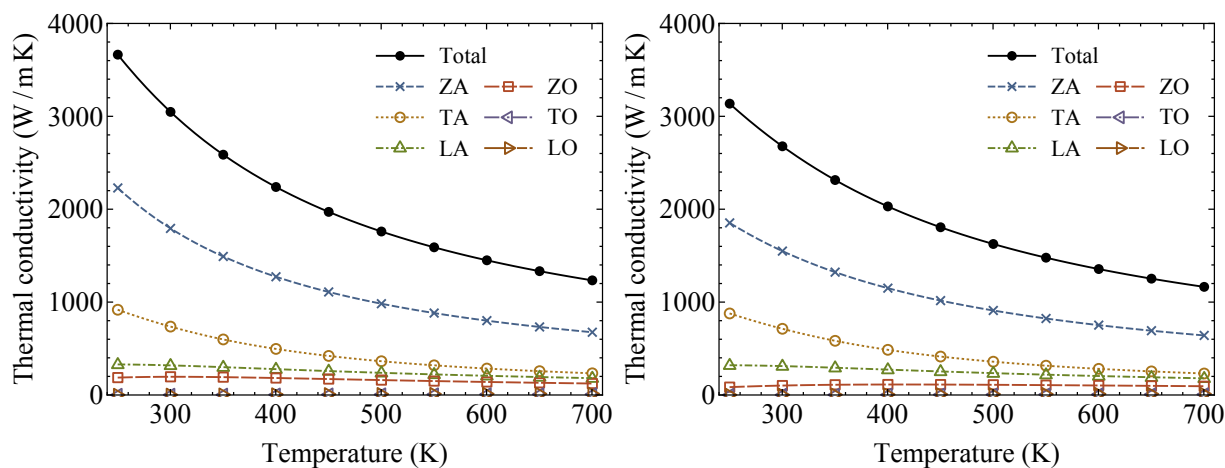 Thermal conductivity (W / m K)
4000
3000
2000
1000
0
Total
ZA ZO
TA TO
LA LO
300 400 500 600 700
Temperature (K)
Thermal conductivity (W / m K)
4000
3000
2000
1000
0
Total
ZA ZO
TA TO
LA LO
300 400 500 600 700
Temperature (K)